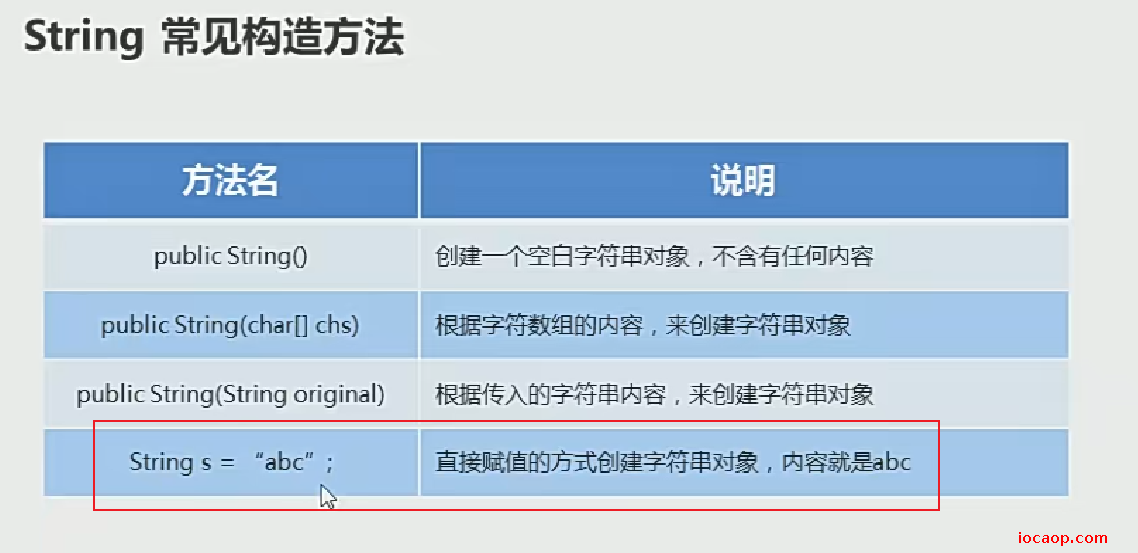 String 常见构造方法
方法名 说明
public String() 创建一个空白字符串对象，不含有任何内容
public String(char[] chs) 根据字符数组的内容，来创建字符串对象
public String(String original) 根据传入的字符串内容，来创建字符串对象
String s = “abc”; 直接赋值的方式创建字符串对象，内容就是abc
iocaop.com